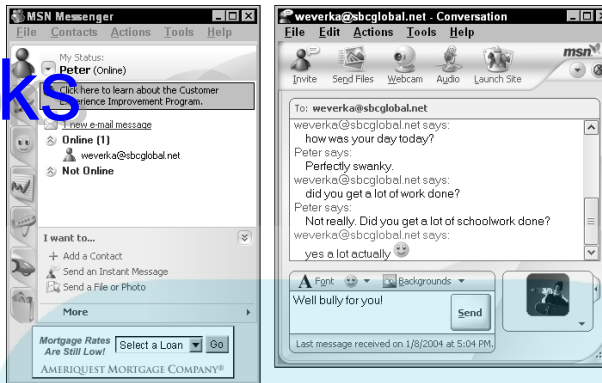 MSN Messenger
File Contacts Actions Tools Help
My Status:
Peter (Online)
ks
Click here to learn about the Customer
Experience Improvement Program.
1 new e-mail message
Online (1)
weverka@sbcglobal.net
Not Online
I want to...
+ Add a Contact
Send an Instant Message
Send a File or Photo
More
Mortgage Rates
Are Still Low!
Select a Loan
Go
AMERIQUEST MORTGAGE COMPANY®
weverka@sbcglobal.net - Conversation
File Edit Actions Tools Help
msn
Invite Send Files Webcam Audio Launch Site
To: weverka@sbcglobal.net
weverka@sbcglobal.net says:
how was your day today?
Peter says:
Perfectly swanky.
weverka@sbcglobal.net says:
did you get a lot of work done?
Peter says:
Not really. Did you get a lot of schoolwork done?
weverka@sbcglobal.net says:
yes a lot actually
A Font Backgrounds
Well bully for you!
Send
Last message received on 1/8/2004 at 5:04 PM.